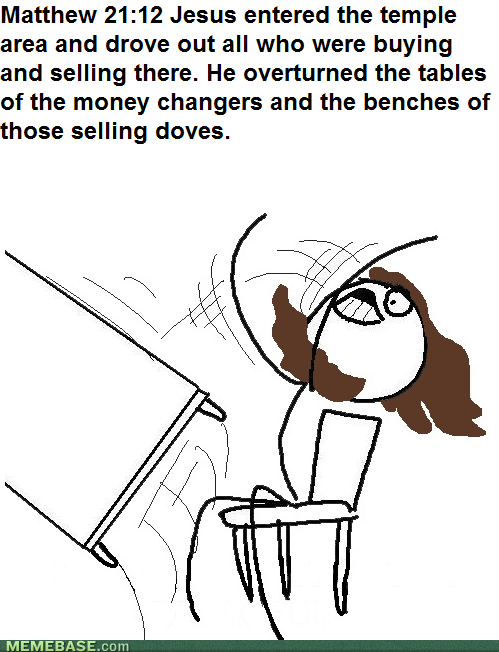 Matthew 21:12 Jesus entered the temple
area and drove out all who were buying
and selling there. He overturned the tables
of the money changers and the benches of
those selling doves.
MEMEBASE.com